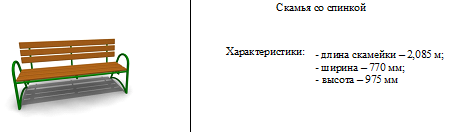 Скамья со спинкой
Характеристики: - длина скамейки – 2,085 м;
- ширина – 770 мм;
- высота – 975 мм